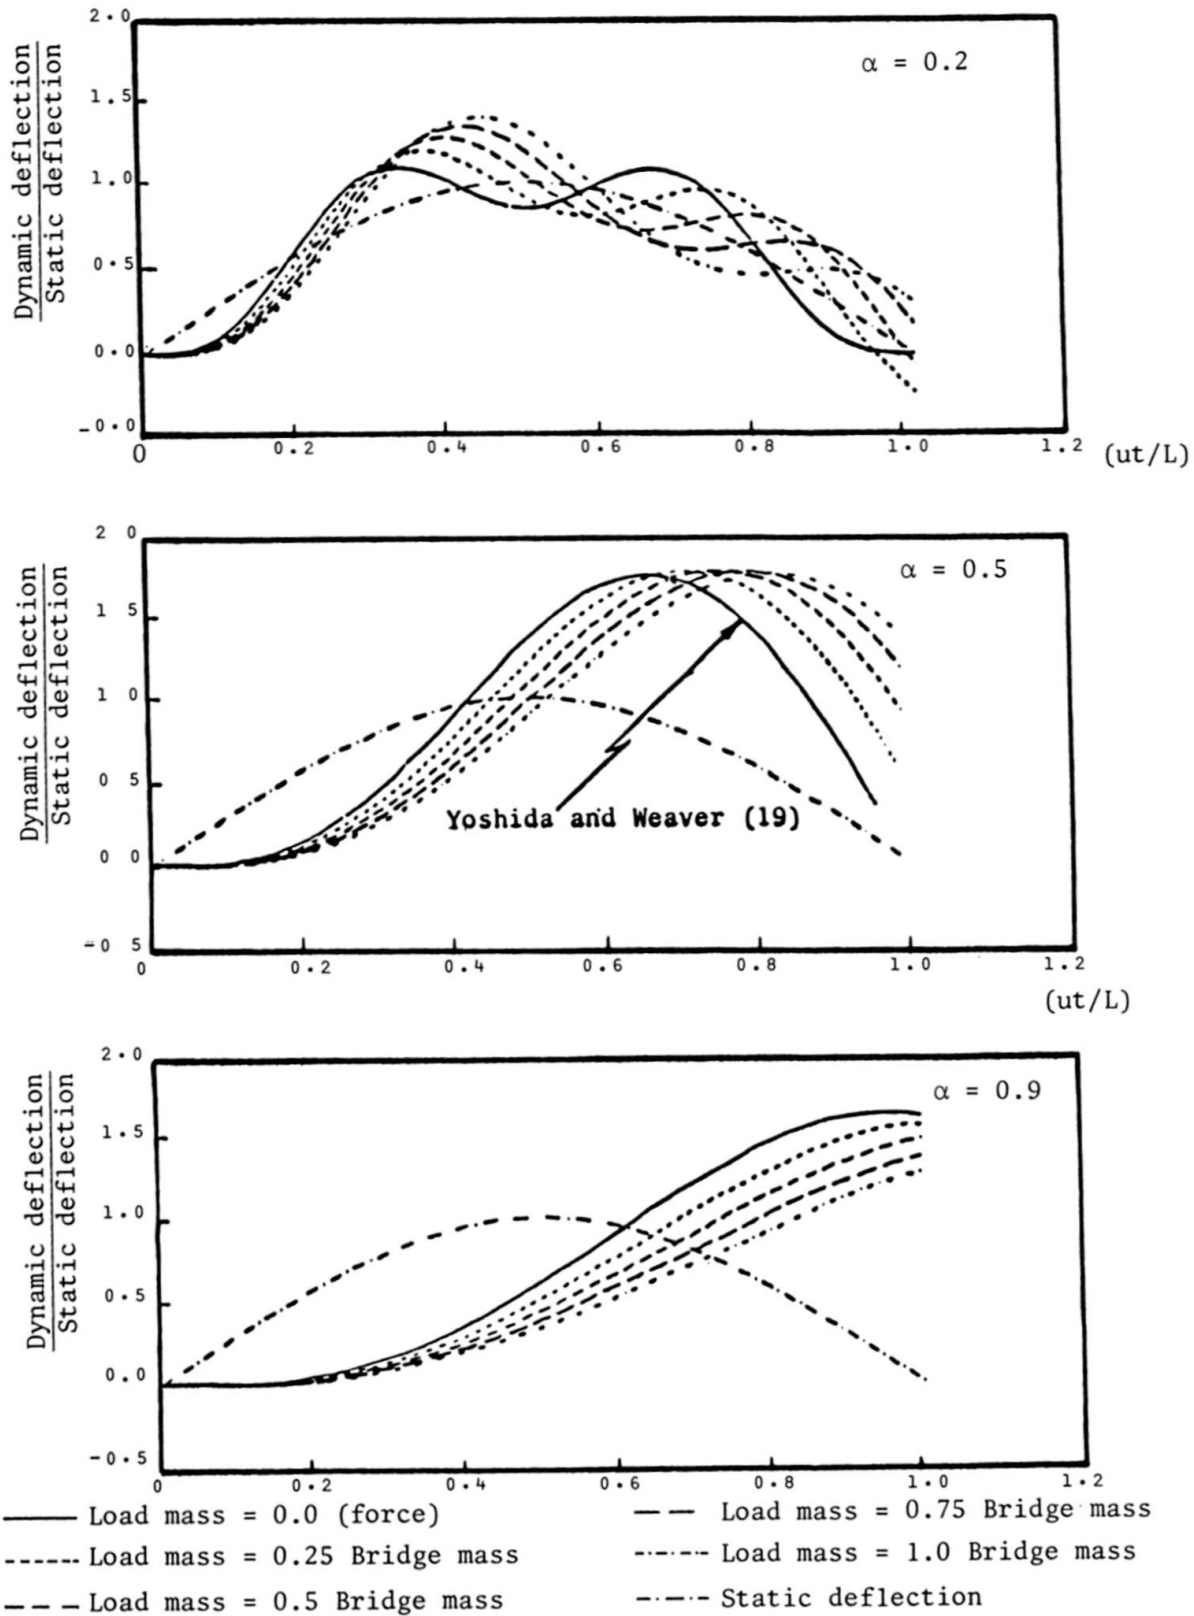 2.0
α = 0.2
1.5
1.0
0.5
0.0
-0.0
Dynamic deflection
Static deflection
0 0.2 0.4 0.6 0.8 1.0 1.2 (ut/L)
2 0
α = 0.5
1 5
1 0
0 5
0 0
=0 5
Dynamic deflection
Static deflection
Yoshida and Weaver (19)
0 0.2 0.4 0.6 0.8 1.0 1.2
(ut/L)
2.0
α = 0.9
1.5
1.0
0.5
0.0
-0.5
Dynamic deflection
Static deflection
0 0.2 0.4 0.6 0.8 1.0 1.2
Load mass = 0.0 (force)
Load mass = 0.25 Bridge mass
Load mass = 0.5 Bridge mass
Load mass = 0.75 Bridge mass
Load mass = 1.0 Bridge mass
Static deflection